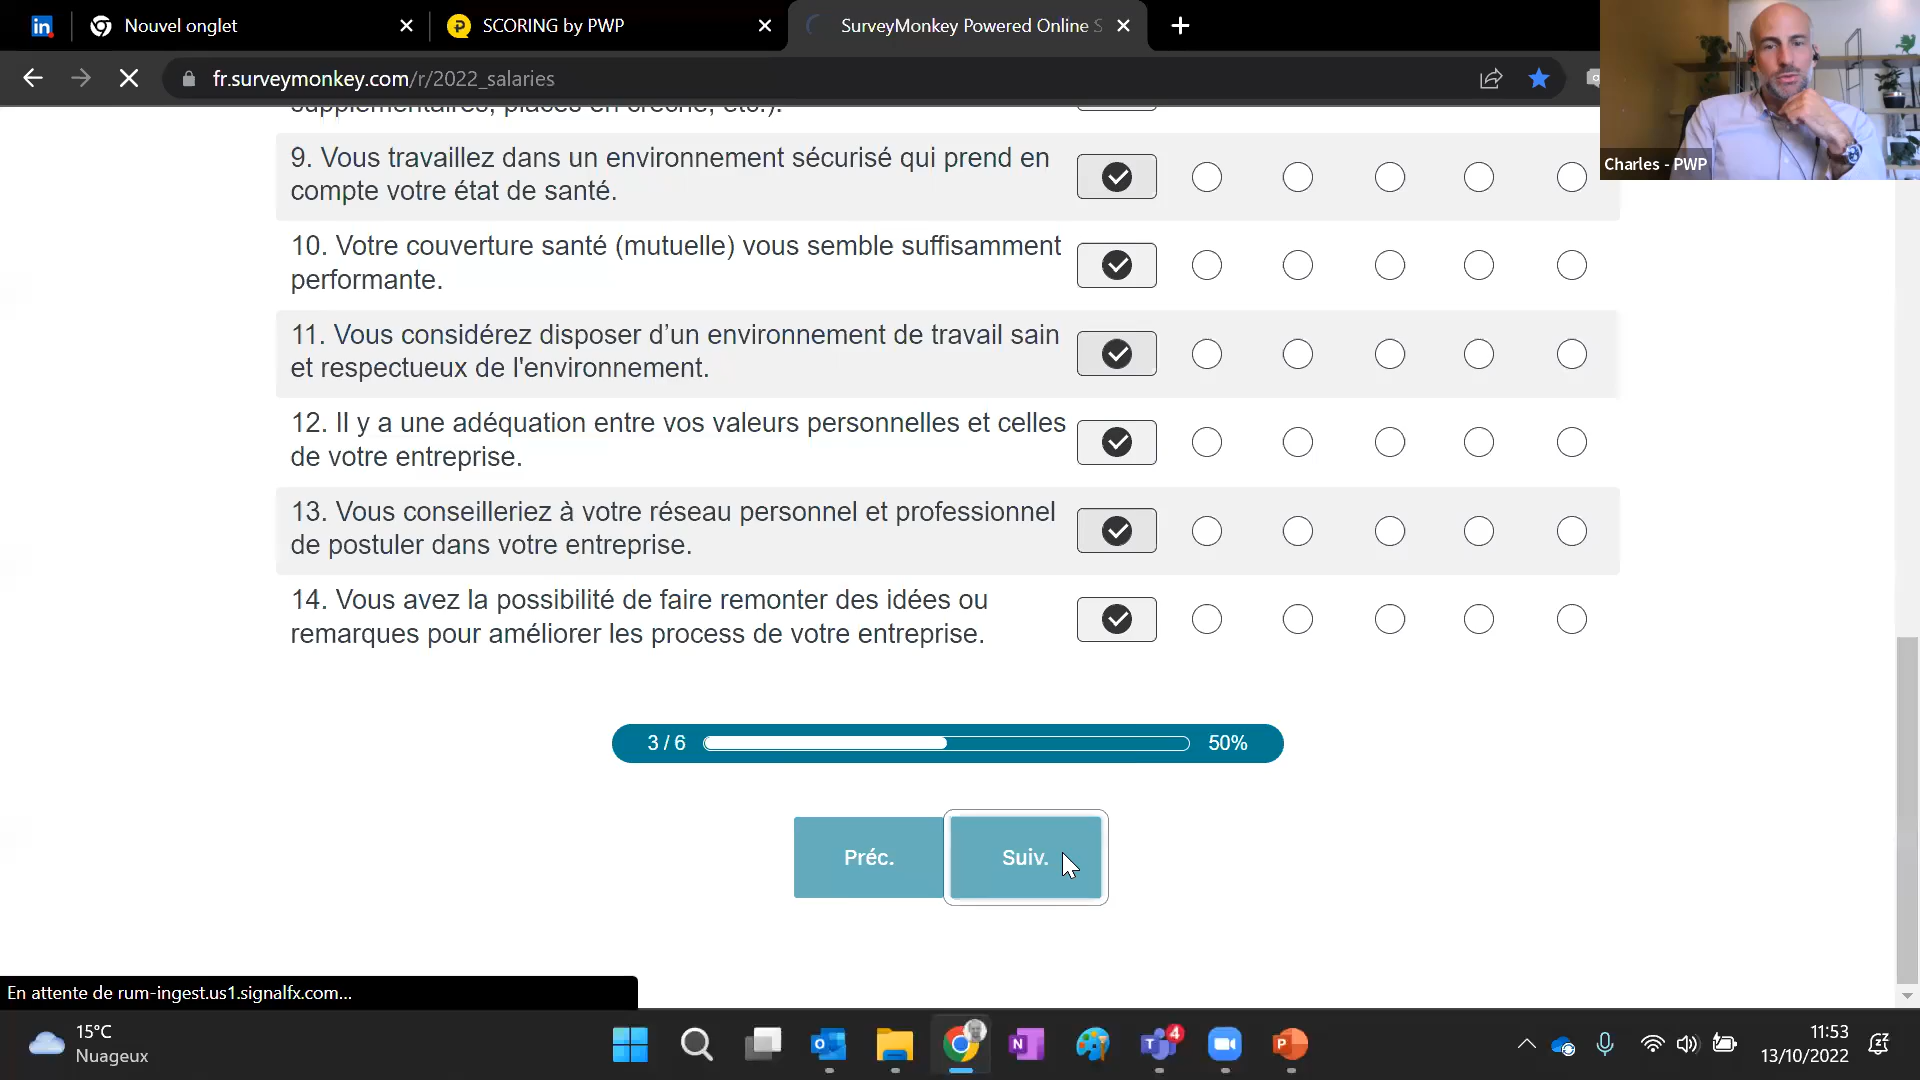 Nouvel onglet
SCORING by PWP
SurveyMonkey Powered Online S
fr.surveymonkey.com/r/2022_salaries
Charles - PWP
supplémentaires, places en crèche, etc.).
9. Vous travaillez dans un environnement sécurisé qui prend en
compte votre état de santé.
10. Votre couverture santé (mutuelle) vous semble suffisamment
performante.
11. Vous considérez disposer d’un environnement de travail sain
et respectueux de l'environnement.
12. Il y a une adéquation entre vos valeurs personnelles et celles
de votre entreprise.
13. Vous conseilleriez à votre réseau personnel et professionnel
de postuler dans votre entreprise.
14. Vous avez la possibilité de faire remonter des idées ou
remarques pour améliorer les process de votre entreprise.
3 / 6 50%
Préc. Suiv.
En attente de rum-ingest.us1.signalfx.com...
15°C
Nuageux
4
11:53
13/10/2022